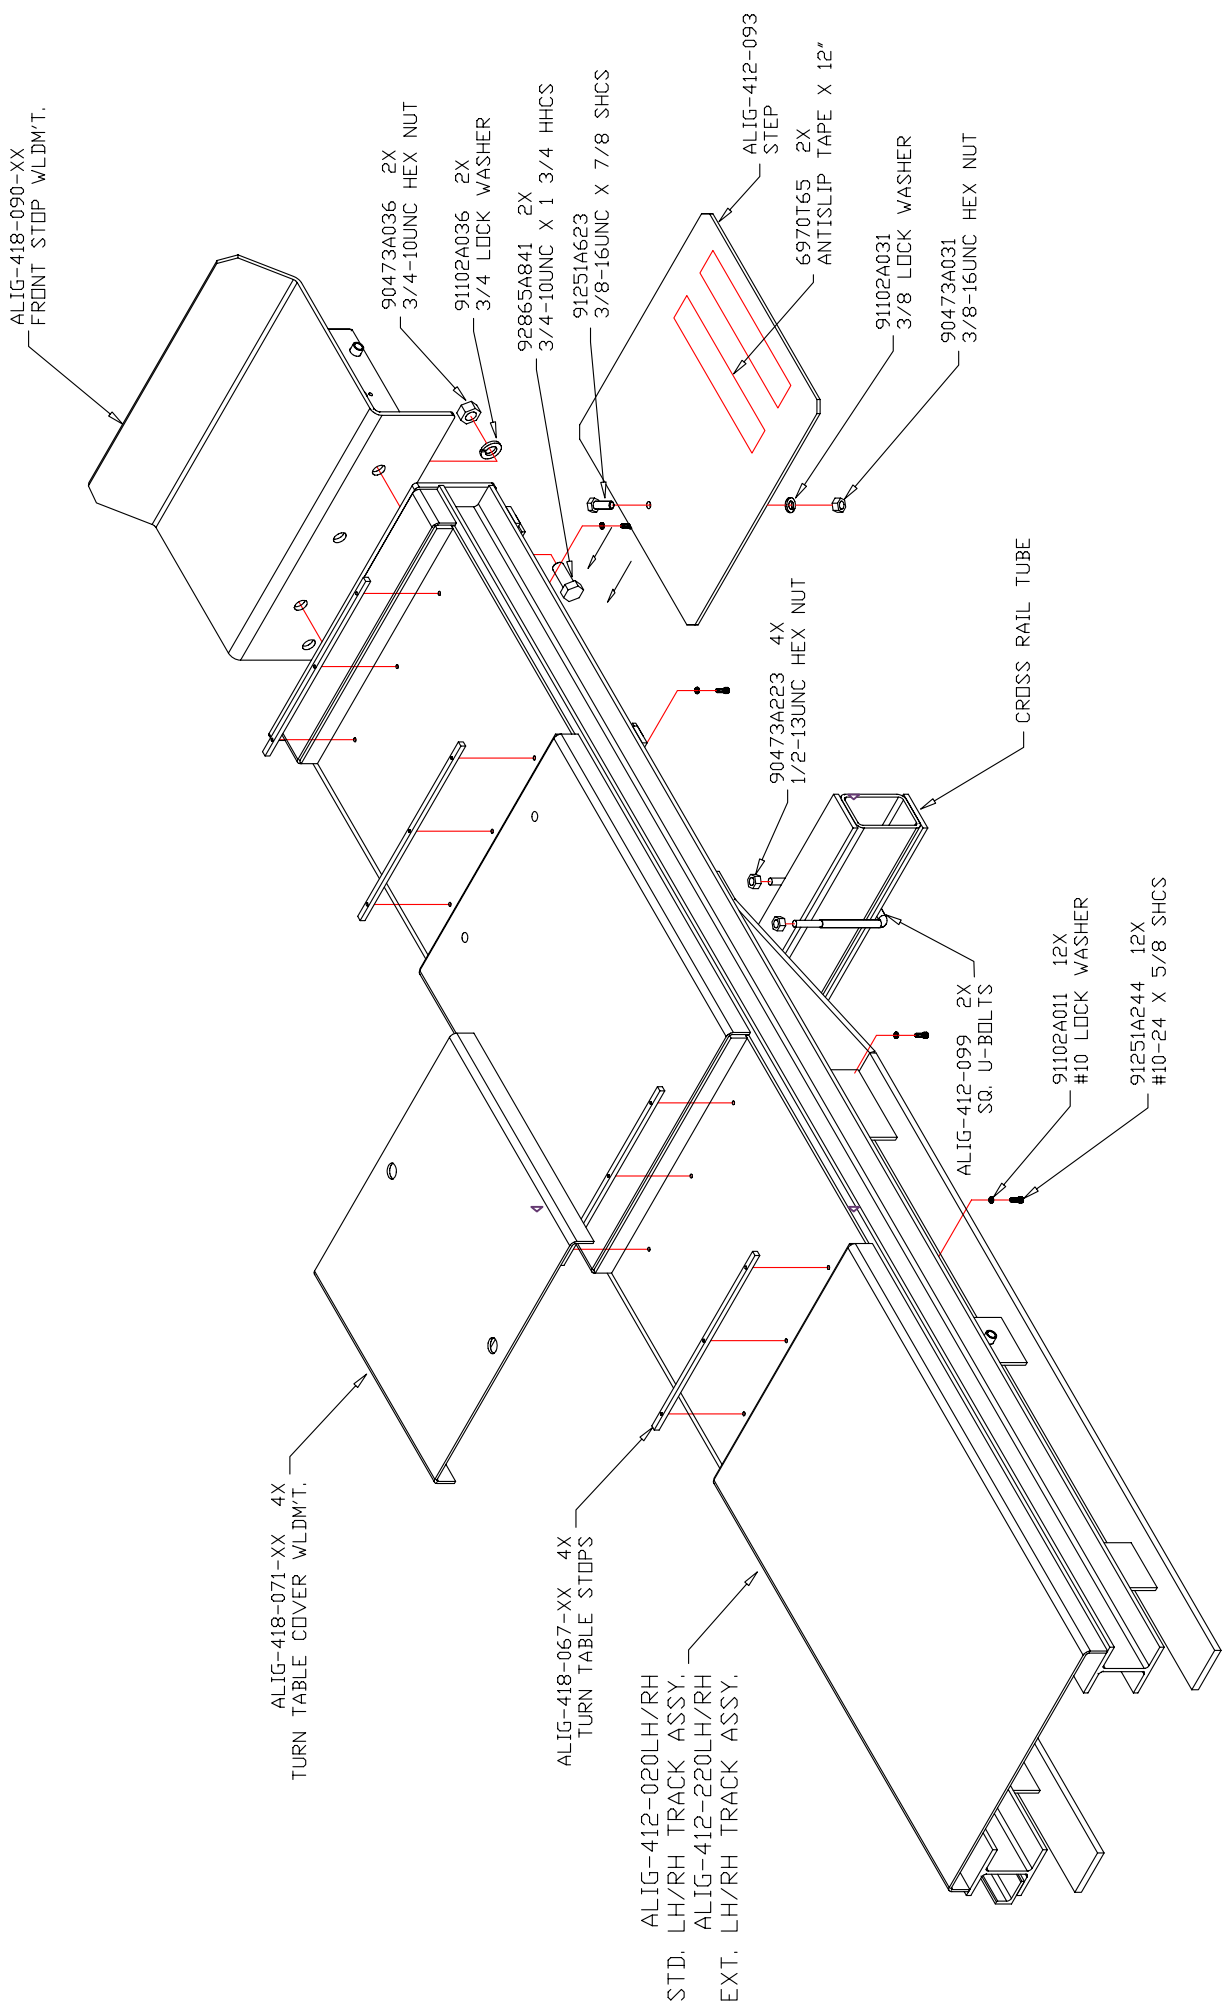 ALIG-418-090-XX
FRONT STOP WLDM'T.
90473A036 2X
3/4-10UNC HEX NUT
91102A036 2X
3/4 LOCK WASHER
92865A841 2X
3/4-10UNC X 1 3/4 HHCS
91251A623
3/8-16UNC X 7/8 SHCS
ALIG-412-093
STEP
6970T65 2X
ANTISLIP TAPE X 12"
91102A031
3/8 LOCK WASHER
90473A031
3/8-16UNC HEX NUT
90473A223 4X
1/2-13UNC HEX NUT
CROSS RAIL TUBE
ALIG-412-099 2X
SQ. U-BOLTS
91102A011 12X
#10 LOCK WASHER
91251A244 12X
#10-24 X 5/8 SHCS
ALIG-418-071-XX 4X
TURN TABLE COVER WLDM'T.
ALIG-418-067-XX 4X
TURN TABLE STOPS
ALIG-412-020LH/RH
STD. LH/RH TRACK ASSY.
ALIG-412-220LH/RH
EXT. LH/RH TRACK ASSY.